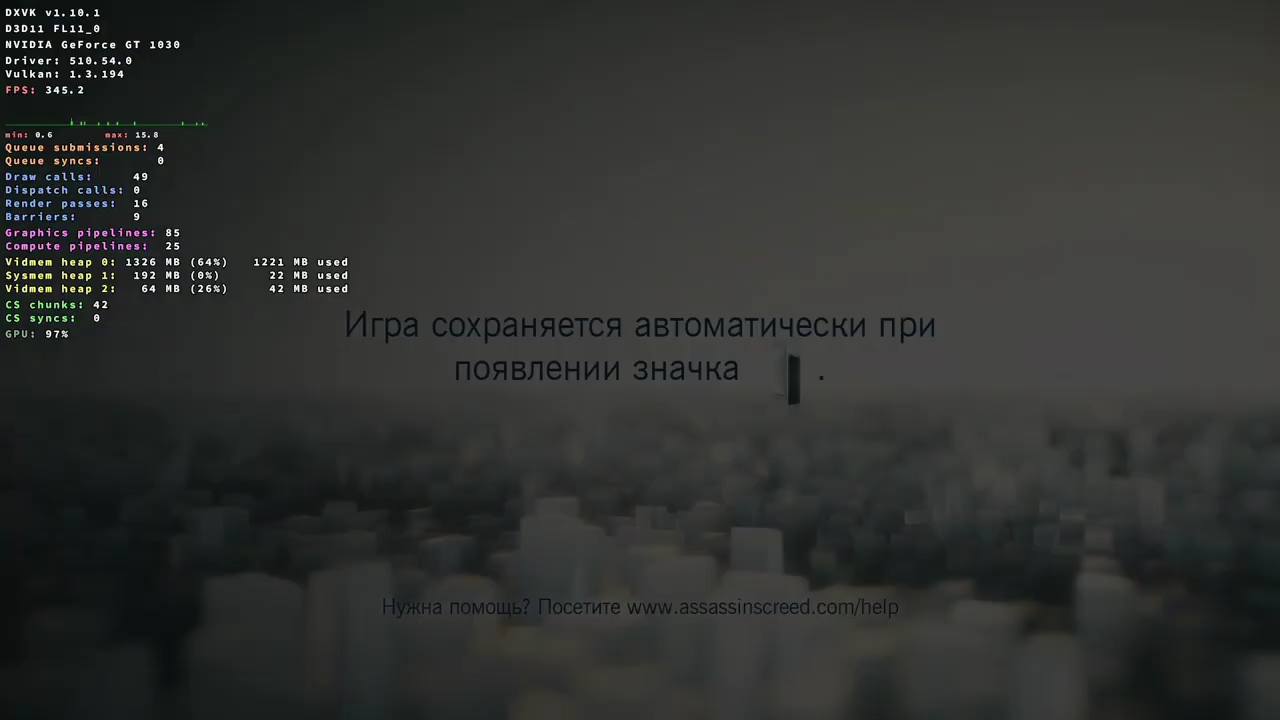 DXVK v1.10.1
D3D11 FL11_0
NVIDIA GeForce GT 1030
Driver: 510.54.0
Vulkan: 1.3.194
FPS: 345.2
min: 0.6 max: 15.8
Queue submissions: 4
Queue syncs: 0
Draw calls: 49
Dispatch calls: 0
Render passes: 16
Barriers: 9
Graphics pipelines: 85
Compute pipelines: 25
Vidmem heap 0: 1326 MB (64%) 1221 MB used
Sysmem heap 1: 192 MB (0%) 22 MB used
Vidmem heap 2: 64 MB (26%) 42 MB used
CS chunks: 42
CS syncs: 0
GPU: 97%
Игра сохраняется автоматически при
появлении значка .
Нужна помощь? Посетите www.assassinscreed.com/help